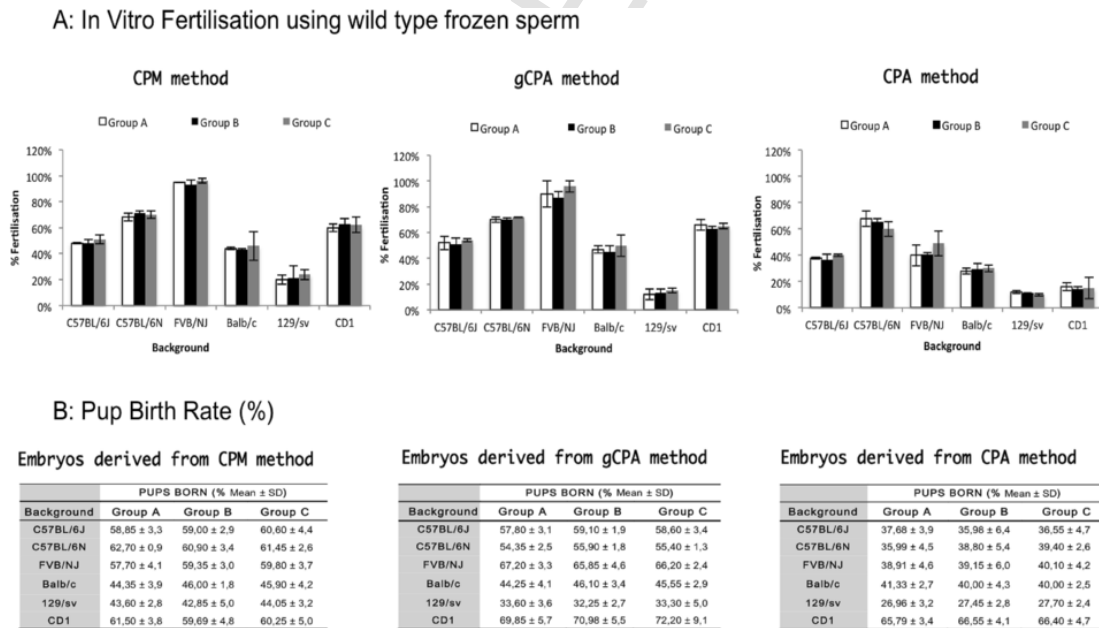 A: In Vitro Fertilisation using wild type frozen sperm
CPM method
Group A Group B Group C
120%
100%
80%
60%
40%
20%
0%
% Fertilisation
C57BL/6J C57BL/6N FVB/NJ Balb/c 129/sv CD1
Background
gCPA method
Group A Group B Group C
120%
100%
80%
60%
40%
20%
0%
% Fertilisation
C57BL/6J C57BL/6N FVB/NJ Balb/c 129/sv CD1
Background
CPA method
Group A Group B Group C
120%
100%
80%
60%
40%
20%
0%
% Fertilisation
C57BL/6J C57BL/6N FVB/NJ Balb/c 129/sv CD1
Background
B: Pup Birth Rate (%)
Embryos derived from CPM method
PUPS BORN (% Mean ± SD)
Background Group A Group B Group C
C57BL/6J 58,85 ± 3,3 59,00 ± 2,9 60,60 ± 4,4
C57BL/6N 62,70 ± 0,9 60,90 ± 3,4 61,45 ± 2,6
FVB/NJ 57,70 ± 4,1 59,35 ± 3,0 59,80 ± 3,7
Balb/c 44,35 ± 3,9 46,00 ± 1,8 45,90 ± 4,2
129/sv 43,60 ± 2,8 42,85 ± 5,0 44,05 ± 3,2
CD1 61,50 ± 3,8 59,69 ± 4,8 60,25 ± 5,0
Embryos derived from gCPA method
PUPS BORN (% Mean ± SD)
Background Group A Group B Group C
C57BL/6J 57,80 ± 3,1 59,10 ± 1,9 58,60 ± 3,4
C57BL/6N 54,35 ± 2,5 55,90 ± 1,8 55,40 ± 1,3
FVB/NJ 67,20 ± 3,3 65,85 ± 4,6 66,20 ± 2,4
Balb/c 44,25 ± 4,1 46,10 ± 3,4 45,55 ± 2,9
129/sv 33,60 ± 3,6 32,25 ± 2,7 33,30 ± 5,0
CD1 69,85 ± 5,7 70,98 ± 5,5 72,20 ± 9,1
Embryos derived from CPA method
PUPS BORN (% Mean ± SD)
Background Group A Group B Group C
C57BL/6J 37,68 ± 3,9 35,98 ± 6,4 36,55 ± 4,7
C57BL/6N 35,99 ± 4,5 38,80 ± 5,4 39,40 ± 2,6
FVB/NJ 38,91 ± 4,6 39,15 ± 6,0 40,10 ± 4,2
Balb/c 41,33 ± 2,7 40,00 ± 4,3 40,00 ± 2,5
129/sv 26,96 ± 3,2 27,45 ± 2,8 27,70 ± 2,4
CD1 65,79 ± 3,4 66,55 ± 4,1 66,40 ± 4,7